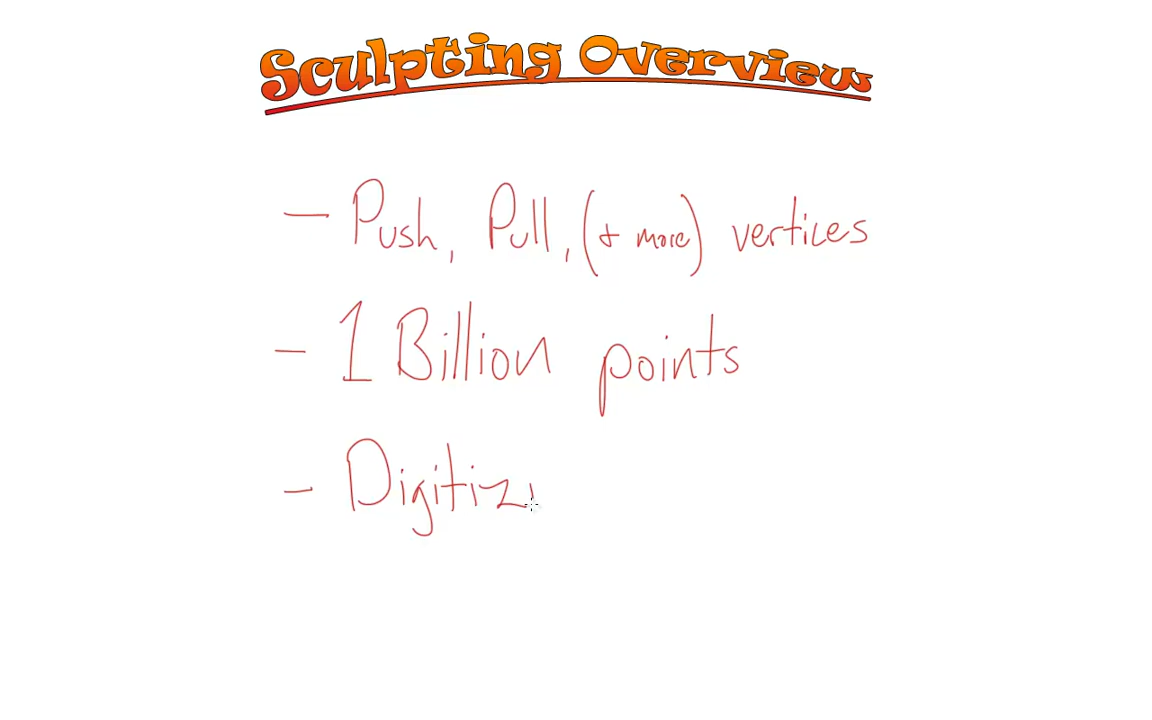 Sculpting Overview
- Push, Pull, (+ more) vertices
- 1 Billion points
- Digitiz